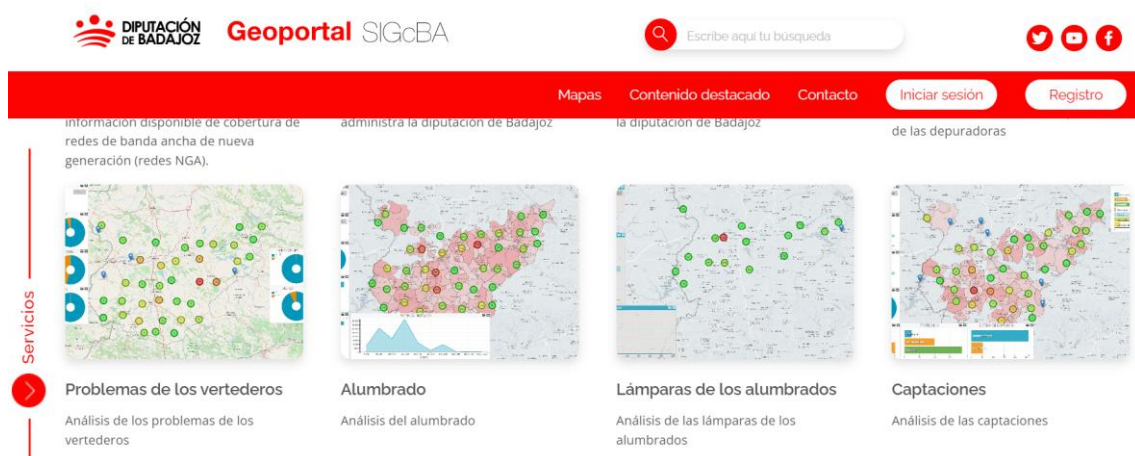 DIPUTACIÓN
DE BADAJOZ
Geoportal SIGcBA
Escribe aquí tu búsqueda
Mapas Contenido destacado Contacto Iniciar sesión Registro
información disponible de cobertura de
redes de banda ancha de nueva
generación (redes NGA).
administra la diputación de Badajoz
la diputación de Badajoz
de las depuradoras
Servicios
Problemas de los vertederos
Análisis de los problemas de los
vertederos
Alumbrado
Análisis del alumbrado
Lámparas de los alumbrados
Análisis de las lámparas de los
alumbrados
Captaciones
Análisis de las captaciones